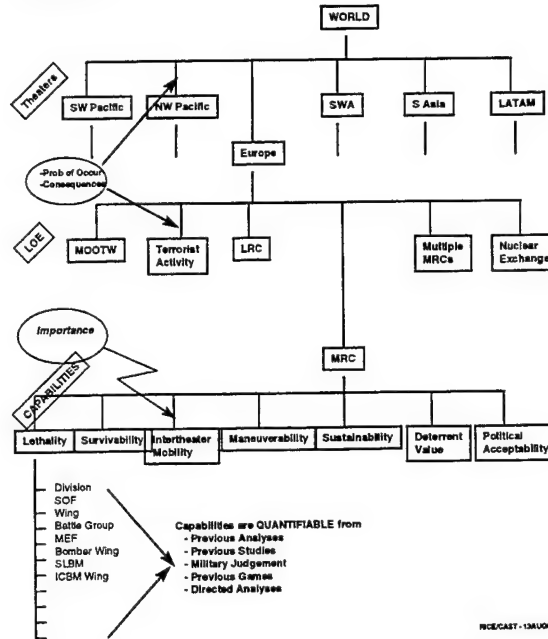 WORLD
Theaters
SW Pacific
NW Pacific
SWA
S Asia
LATAM
Europe
-Prob of Occur
-Consequences
LOE
MOOTW
Terrorist
Activity
LRC
Multiple
MRCs
Nuclear
Exchange
Importance
MRC
CAPABILITIES
Lethality
Survivability
Intertheater
Mobility
Maneuverability
Sustainability
Deterrent
Value
Political
Acceptability
Division
SOF
Wing
Battle Group
MEF
Bomber Wing
SLBM
ICBM Wing
Capabilities are QUANTIFIABLE from
- Previous Analyses
- Previous Studies
- Military Judgement
- Previous Games
- Directed Analyses